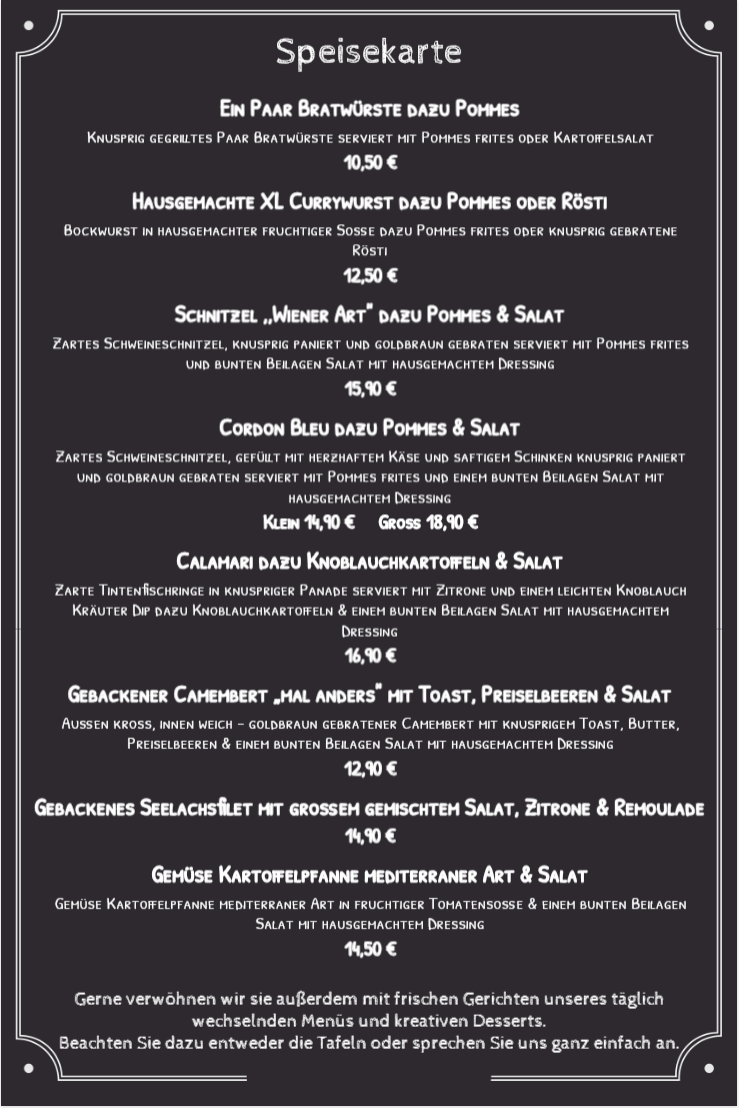 Speisekarte
Ein Paar Bratwürste dazu Pommes
Knusprig gegrilltes Paar Bratwürste serviert mit Pommes frites oder Kartoffelsalat
10,50 €
Hausgemachte XL Currywurst dazu Pommes oder Rösti
Bockwurst in hausgemachter fruchtiger Sosse dazu Pommes frites oder knusprig gebratene
Rösti
12,50 €
Schnitzel ,,Wiener Art" dazu Pommes & Salat
Zartes Schweineschnitzel, knusprig paniert und goldbraun gebraten serviert mit Pommes frites
und bunten Beilagen Salat mit hausgemachtem Dressing
15,90 €
Cordon Bleu dazu Pommes & Salat
Zartes Schweineschnitzel, gefüllt mit herzhaftem Käse und saftigem Schinken knusprig paniert
und goldbraun gebraten serviert mit Pommes frites und einem bunten Beilagen Salat mit
hausgemachtem Dressing
Klein 14,90 € Gross 18,90 €
Calamari dazu Knoblauchkartoffeln & Salat
Zarte Tintenfischringe in knuspriger Panade serviert mit Zitrone und einem leichten Knoblauch
Kräuter Dip dazu Knoblauchkartoffeln & einem bunten Beilagen Salat mit hausgemachtem
Dressing
16,90 €
Gebackener Camembert „mal anders" mit Toast, Preiselbeeren & Salat
Aussen kross, innen weich – goldbraun gebratener Camembert mit knusprigem Toast, Butter,
Preiselbeeren & einem bunten Beilagen Salat mit hausgemachtem Dressing
12,90 €
Gebackenes Seelachsfilet mit grossem gemischtem Salat, Zitrone & Remoulade
14,90 €
Gemüse Kartoffelpfanne mediterraner Art & Salat
Gemüse Kartoffelpfanne mediterraner Art in fruchtiger Tomatensosse & einem bunten Beilagen
Salat mit hausgemachtem Dressing
14,50 €
Gerne verwöhnen wir sie außerdem mit frischen Gerichten unseres täglich
wechselnden Menüs und kreativen Desserts.
Beachten Sie dazu entweder die Tafeln oder sprechen Sie uns ganz einfach an.